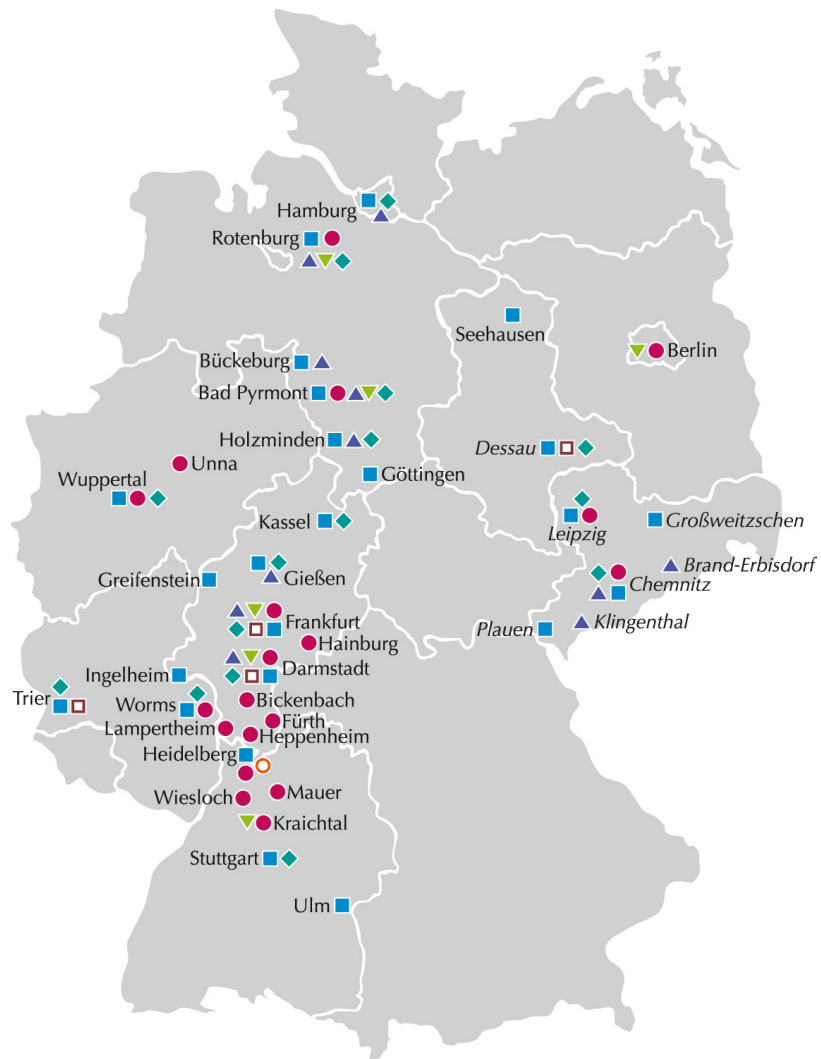 Hamburg
Rotenburg
Seehausen
Berlin
Bückeburg
Bad Pyrmont
Holzminden
Dessau
Unna
Göttingen
Wuppertal
Kassel
Leipzig
Großweitzschen
Greifenstein
Gießen
Brand-Erbisdorf
Chemnitz
Frankfurt
Plauen
Klingenthal
Hainburg
Ingelheim
Darmstadt
Trier
Worms
Bickenbach
Lampertheim
Fürth
Heppenheim
Heidelberg
Wiesloch
Mauer
Kraichtal
Stuttgart
Ulm